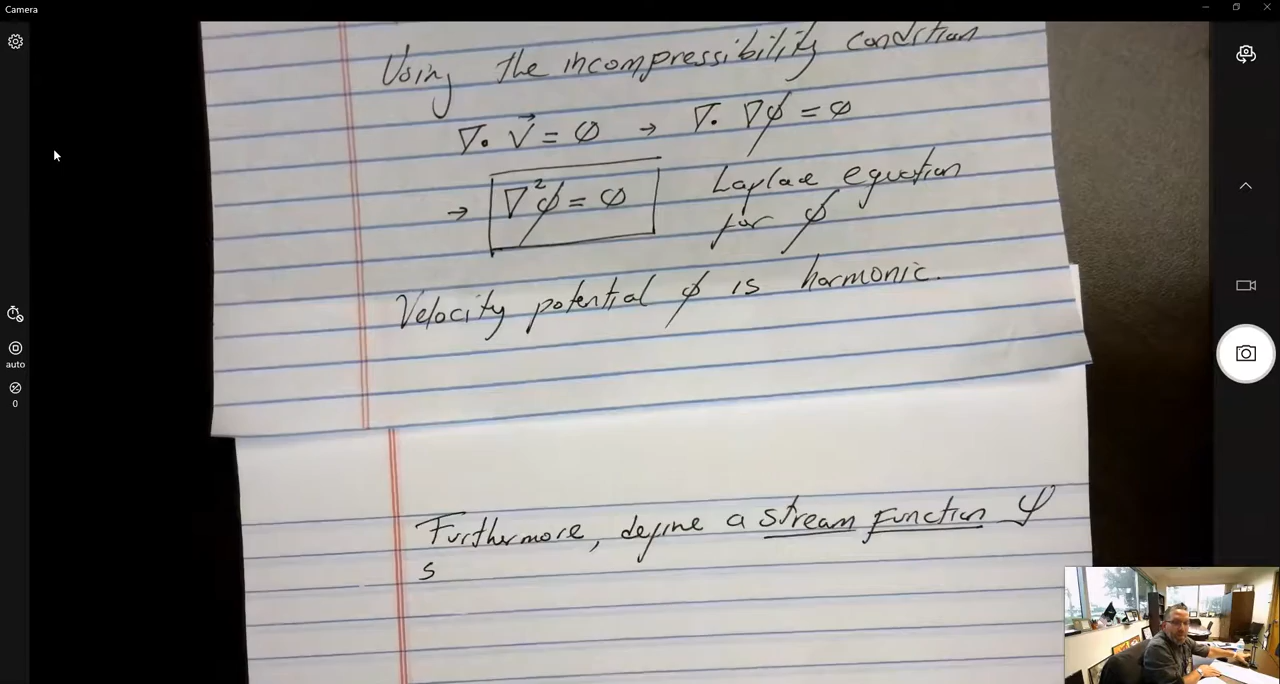 Camera
Using the incompressibility condition
∇· v⃗ = 0 → ∇· ∇ϕ = 0
→ ∇²ϕ = 0 Laplace equation
for ϕ
Velocity potential ϕ is harmonic.
Furthermore, define a stream function ψ
s
auto
0